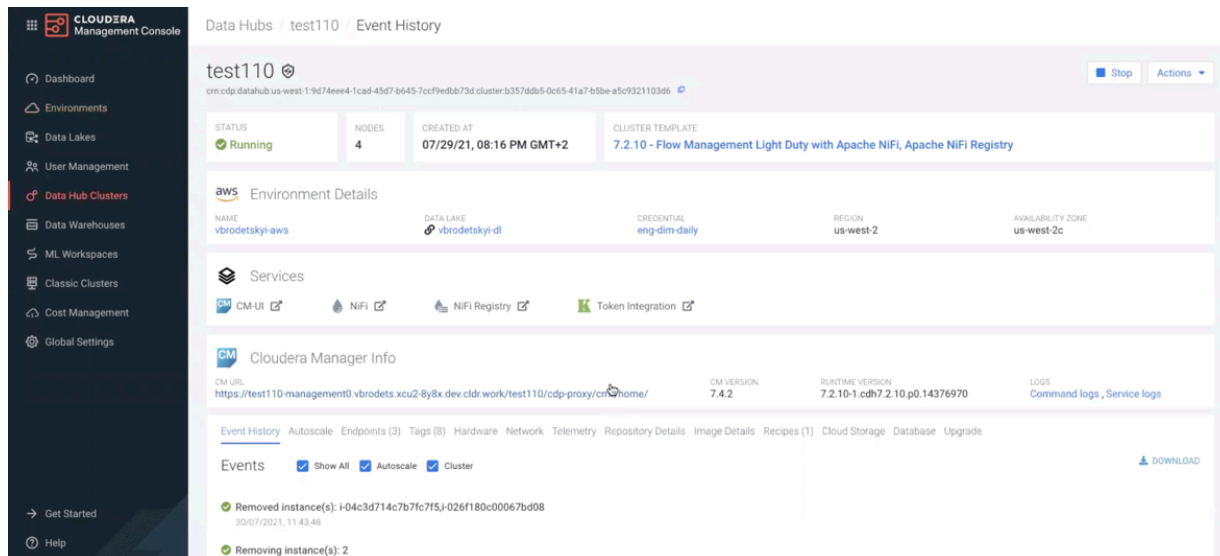 CLOUDERA
Management Console
Dashboard
Environments
Data Lakes
User Management
Data Hub Clusters
Data Warehouses
ML Workspaces
Classic Clusters
Cost Management
Global Settings
Get Started
Help
Data Hubs / test110 / Event History
test110
crn:cdp:datahub:us-west-1:9d74eee4-1cad-45d7-b645-7ccf9edbb73d:cluster:b357ddb5-0c65-41a7-b5be-a5c9321103d6
Stop Actions
STATUS NODES CREATED AT CLUSTER TEMPLATE
Running 4 07/29/21, 08:16 PM GMT+2 7.2.10 - Flow Management Light Duty with Apache NiFi, Apache NiFi Registry
aws Environment Details
NAME DATA LAKE CREDENTIAL REGION AVAILABILITY ZONE
vbrodetskyi-aws vbrodetskyi-dl eng-dim-daily us-west-2 us-west-2c
Services
CM CM-UI NiFi NiFi Registry K Token Integration
CM Cloudera Manager Info
CM URL CM VERSION RUNTIME VERSION LOGS
https://test110-management0.vbrodets.xcu2-8y8x.dev.cldr.work/test110/cdp-proxy/cm home/ 7.4.2 7.2.10-1.cdh7.2.10.p0.14376970 Command logs , Service logs
Event History Autoscale Endpoints (3) Tags (8) Hardware Network Telemetry Repository Details Image Details Recipes (1) Cloud Storage Database Upgrade
Events Show All Autoscale Cluster DOWNLOAD
Removed instance(s): i-04c3d714c7b7fc7f5,i-026f180c00067bd08
30/07/2021, 11:43:48
Removing instance(s): 2